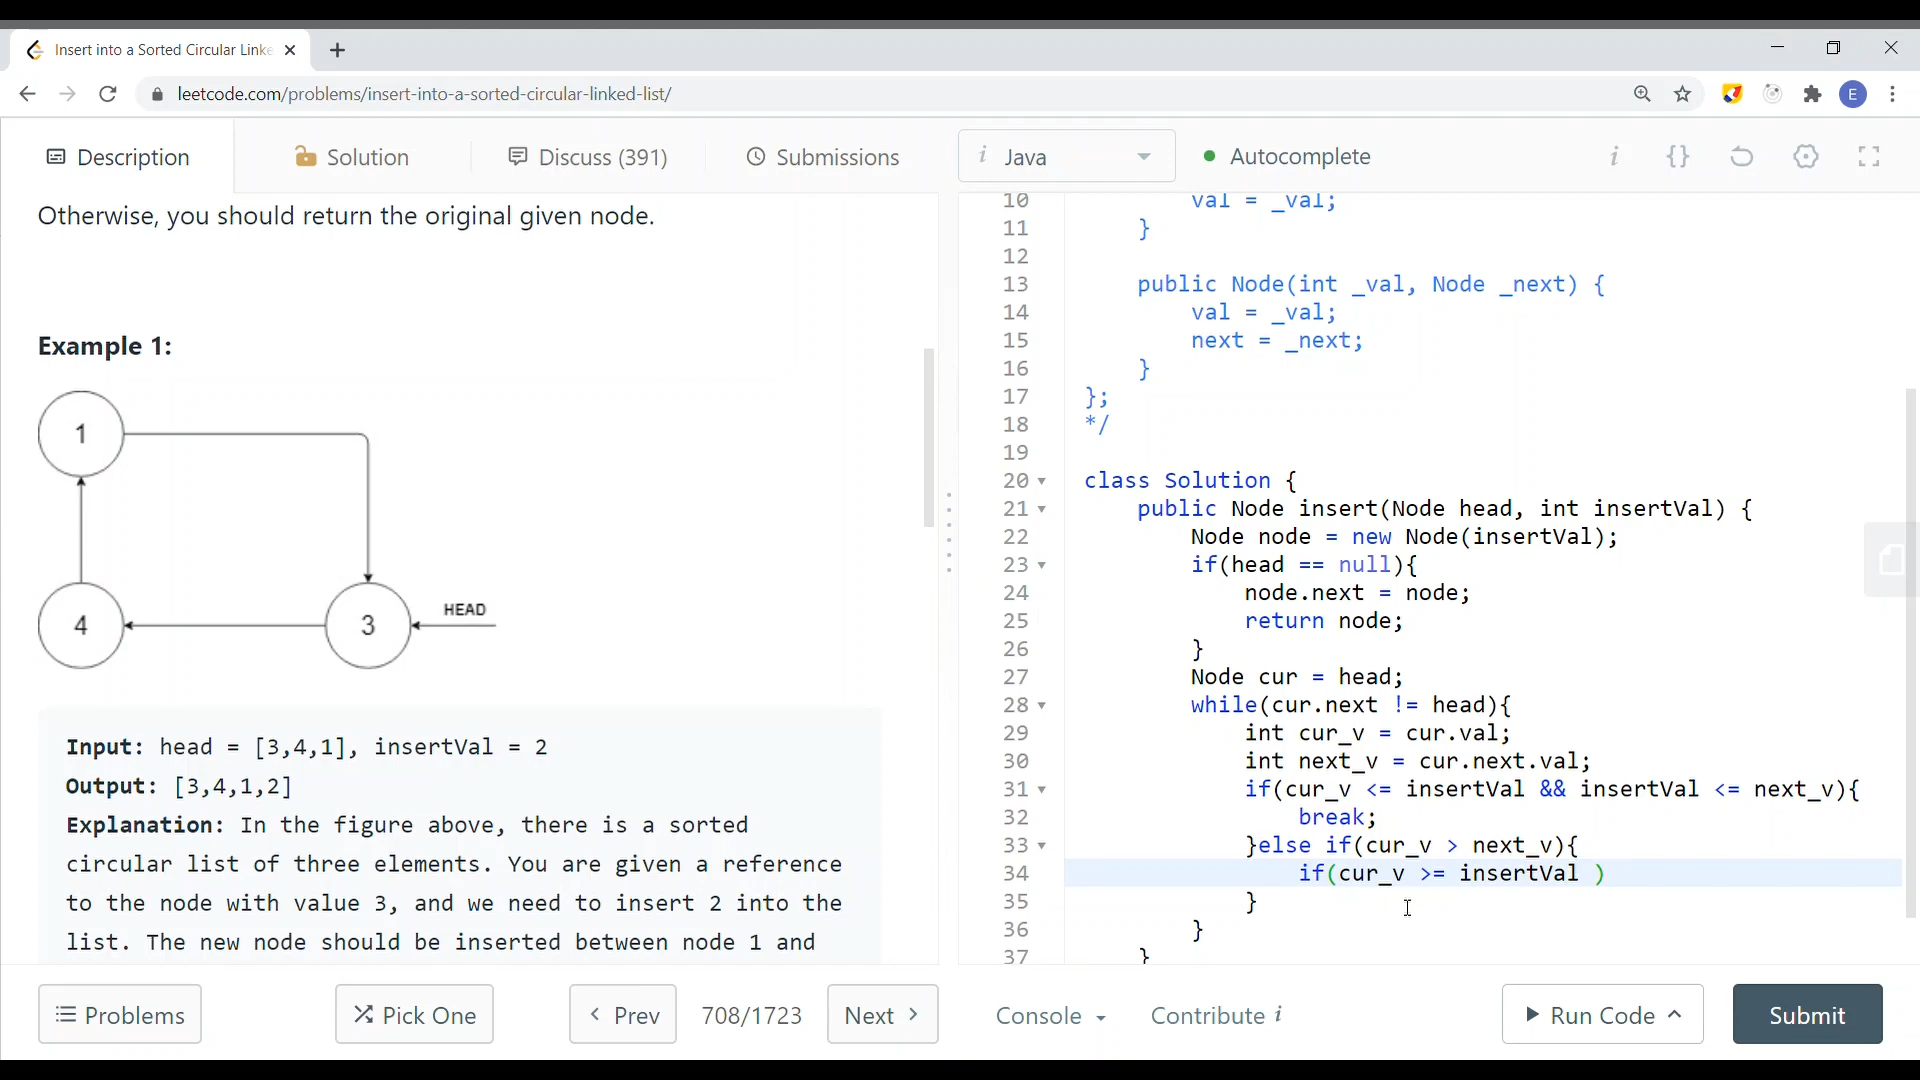 Insert into a Sorted Circular Linke
leetcode.com/problems/insert-into-a-sorted-circular-linked-list/
E
Description
Solution
Discuss (391)
Submissions
i Java
Autocomplete
i {}
Otherwise, you should return the original given node.
Example 1:
1
4
3
HEAD
Input: head = [3,4,1], insertVal = 2
Output: [3,4,1,2]
Explanation: In the figure above, there is a sorted
circular list of three elements. You are given a reference
to the node with value 3, and we need to insert 2 into the
list. The new node should be inserted between node 1 and
10 val = _val;
11 }
12
13 public Node(int _val, Node _next) {
14 val = _val;
15 next = _next;
16 }
17 };
18 */
19
20 class Solution {
21 public Node insert(Node head, int insertVal) {
22 Node node = new Node(insertVal);
23 if(head == null){
24 node.next = node;
25 return node;
26 }
27 Node cur = head;
28 while(cur.next != head){
29 int cur_v = cur.val;
30 int next_v = cur.next.val;
31 if(cur_v <= insertVal && insertVal <= next_v){
32 break;
33 }else if(cur_v > next_v){
34 if(cur_v >= insertVal )
35 }
36 }
37 }
Problems
Pick One
Prev
708/1723
Next
Console
Contribute i
Run Code
Submit